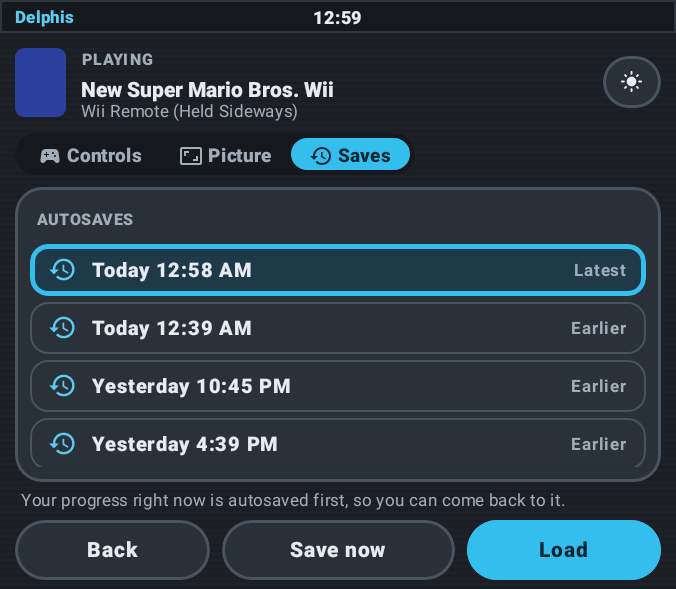 Delphis
12:59
PLAYING
New Super Mario Bros. Wii
Wii Remote (Held Sideways)
Controls
Picture
Saves
AUTOSAVES
Today 12:58 AM
Latest
Today 12:39 AM
Earlier
Yesterday 10:45 PM
Earlier
Yesterday 4:39 PM
Earlier
Your progress right now is autosaved first, so you can come back to it.
Back
Save now
Load